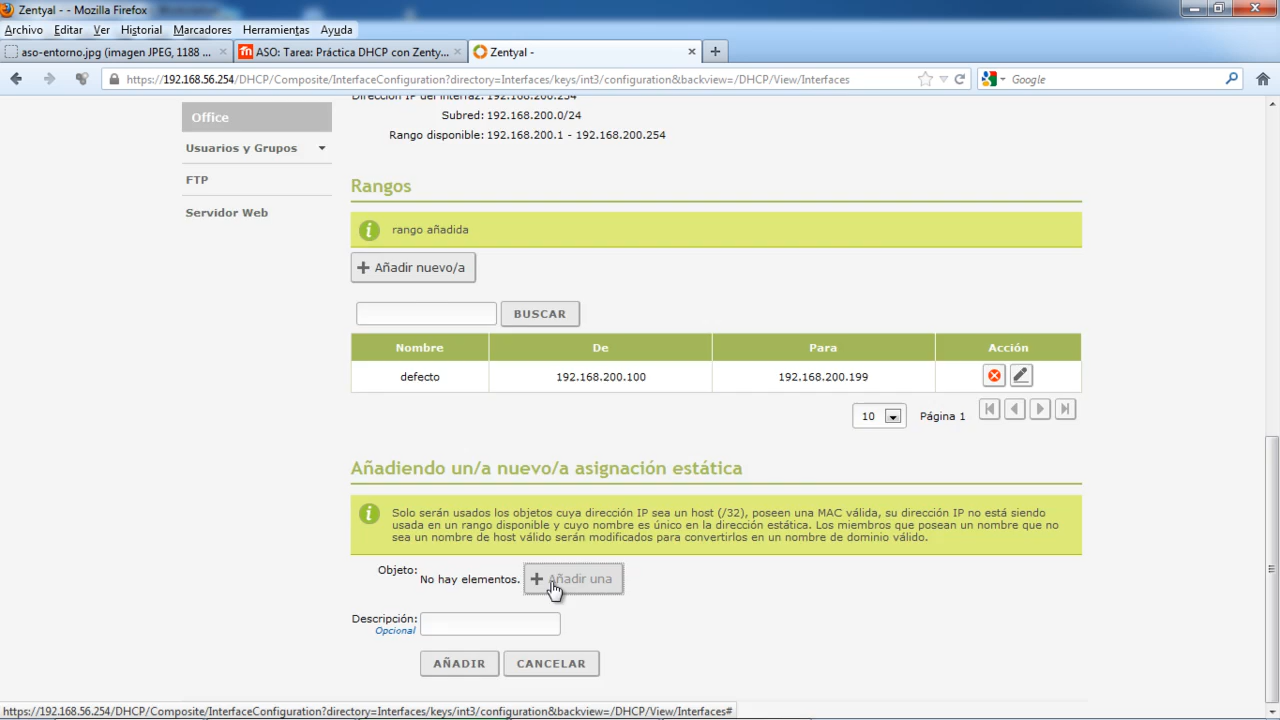 Zentyal - - Mozilla Firefox
Archivo Editar Ver Historial Marcadores Herramientas Ayuda
aso-entorno.jpg (imagen JPEG, 1188 ...
ASO: Tarea: Práctica DHCP con Zenty...
Zentyal -
https://192.168.56.254/DHCP/Composite/InterfaceConfiguration?directory=Interfaces/keys/int3/configuration&backview=/DHCP/View/Interfaces
Google
Office
Usuarios y Grupos
FTP
Servidor Web
Dirección IP del interfaz: 192.168.200.254
Subred: 192.168.200.0/24
Rango disponible: 192.168.200.1 - 192.168.200.254
Rangos
rango añadida
Añadir nuevo/a
BUSCAR
Nombre De Para Acción
defecto 192.168.200.100 192.168.200.199
10 Página 1
Añadiendo un/a nuevo/a asignación estática
Solo serán usados los objetos cuya dirección IP sea un host (/32), poseen una MAC válida, su dirección IP no está siendo
usada en un rango disponible y cuyo nombre es único en la dirección estática. Los miembros que posean un nombre que no
sea un nombre de host válido serán modificados para convertirlos en un nombre de dominio válido.
Objeto: No hay elementos. Añadir una
Descripción:
Opcional
AÑADIR CANCELAR
https://192.168.56.254/DHCP/Composite/InterfaceConfiguration?directory=Interfaces/keys/int3/configuration&backview=/DHCP/View/Interfaces#